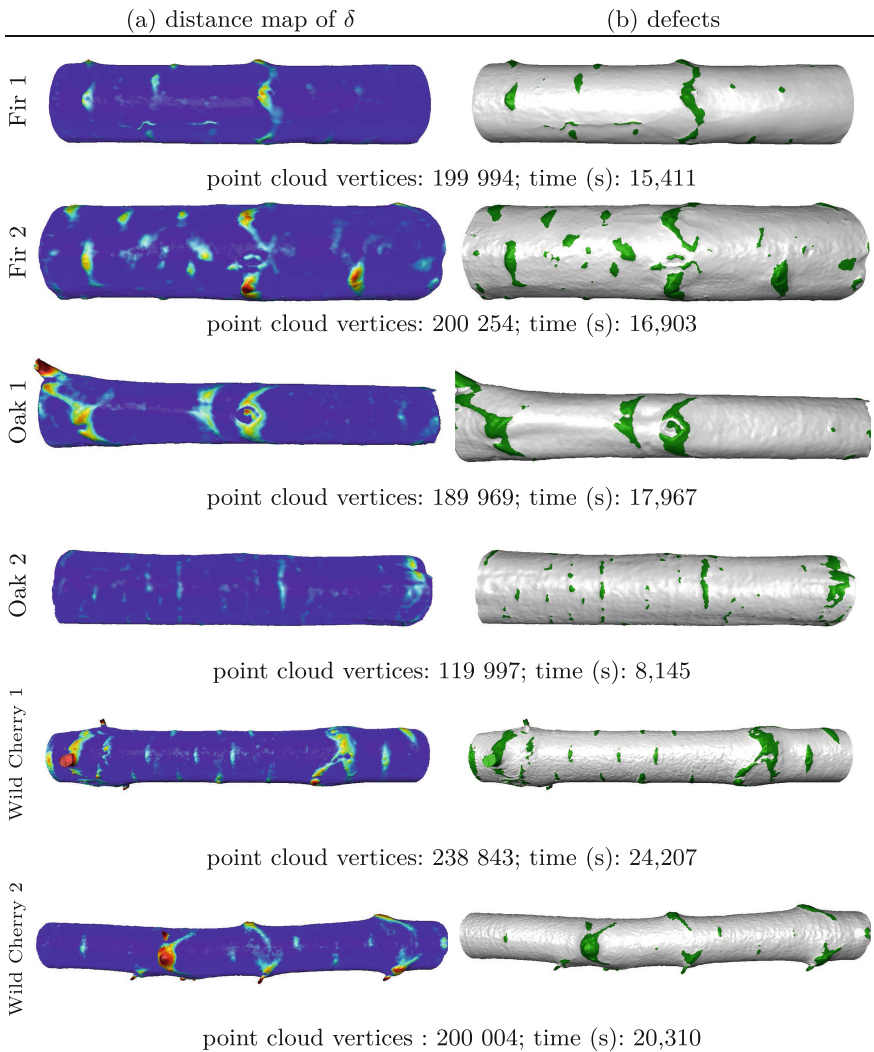 (a) distance map of δ
(b) defects
Fir 1
point cloud vertices: 199 994; time (s): 15,411
Fir 2
point cloud vertices: 200 254; time (s): 16,903
Oak 1
point cloud vertices: 189 969; time (s): 17,967
Oak 2
point cloud vertices: 119 997; time (s): 8,145
Wild Cherry 1
point cloud vertices: 238 843; time (s): 24,207
Wild Cherry 2
point cloud vertices : 200 004; time (s): 20,310